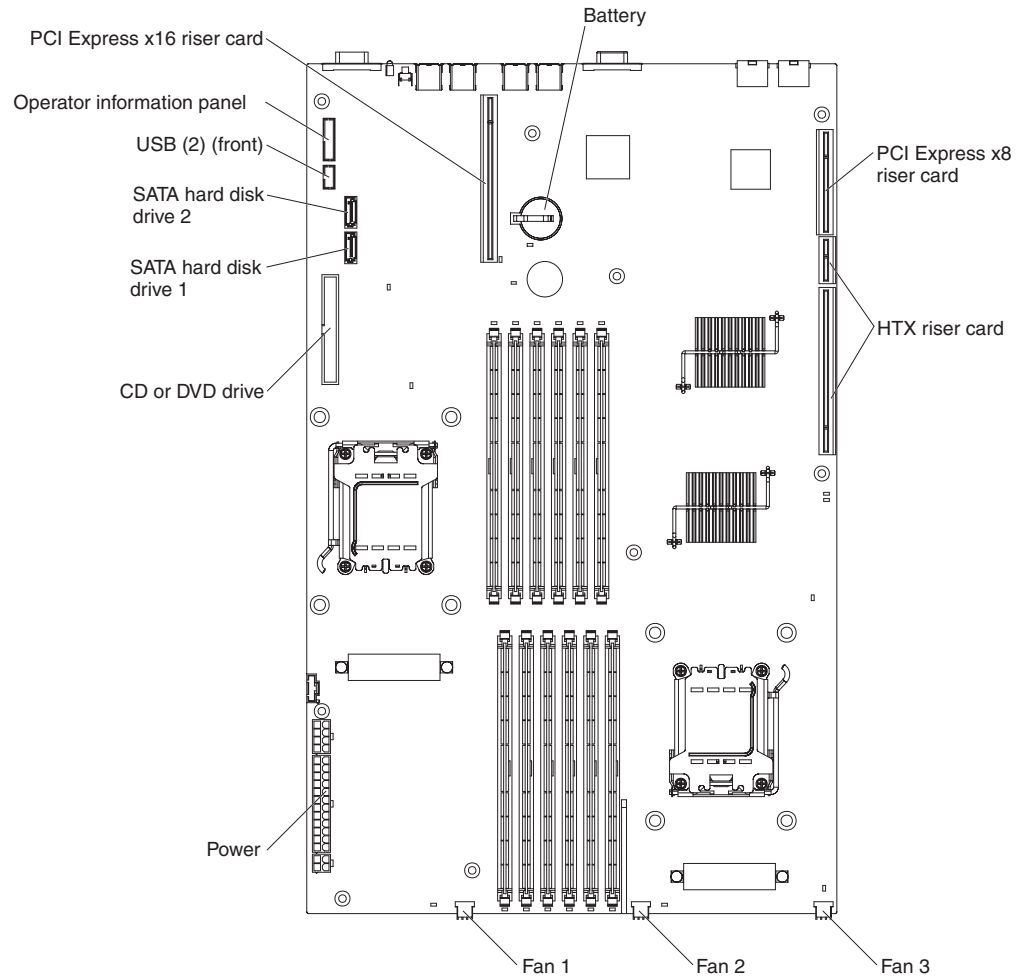 Battery
PCI Express x16 riser card
Operator information panel
USB (2) (front)
SATA hard disk
drive 2
SATA hard disk
drive 1
CD or DVD drive
PCI Express x8
riser card
HTX riser card
Power
Fan 1
Fan 2
Fan 3